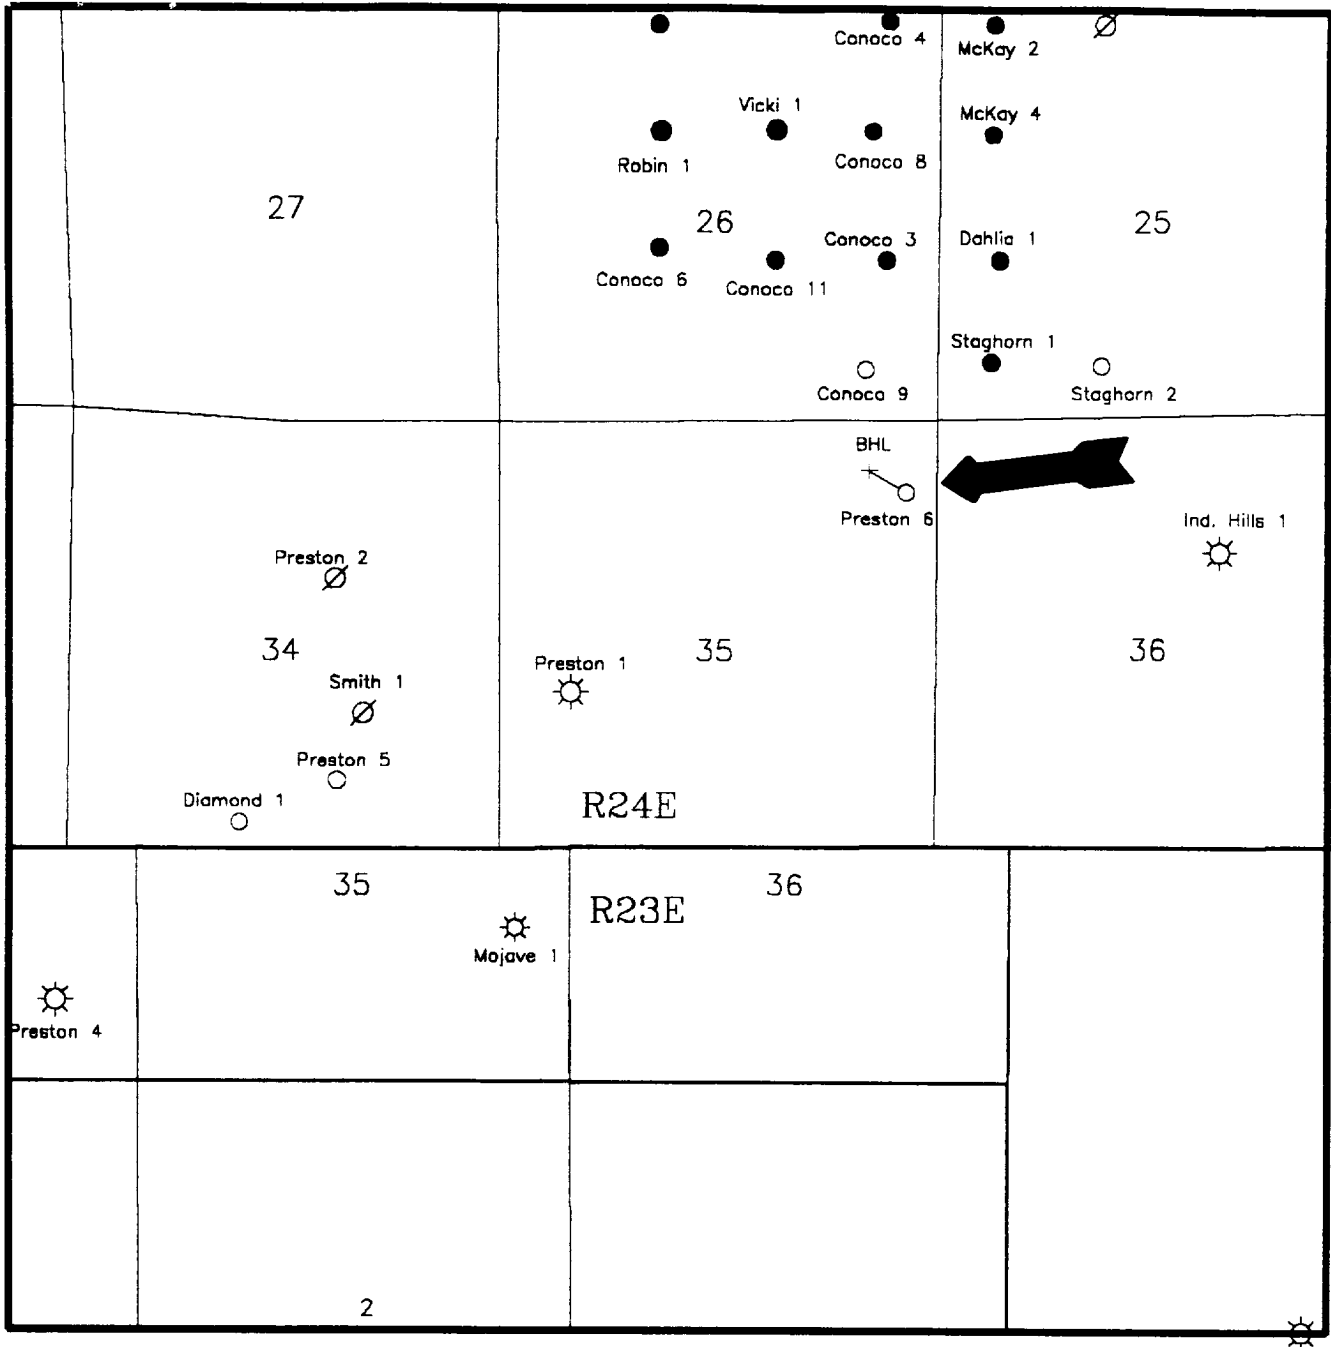 Conoco 4
McKay 2
Vicki 1
McKay 4
Robin 1
Conoco 8
27
26
25
Conoco 3
Dahlia 1
Conoco 6
Conoco 11
Staghorn 1
Conoco 9
Staghorn 2
BHL
Preston 6
Ind. Hills 1
Preston 2
34
35
36
Preston 1
Smith 1
Preston 5
Diamond 1
R24E
35
36
R23E
Mojave 1
Preston 4
2